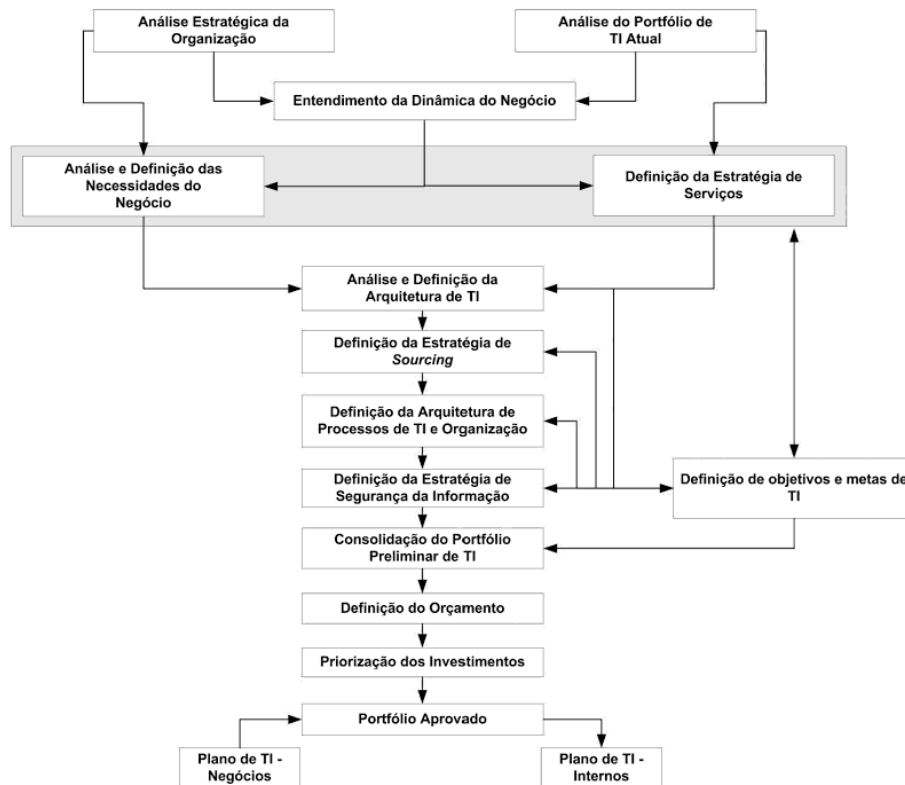 Análise Estratégica da
Organização
Análise do Portfólio de
TI Atual
Entendimento da Dinâmica do Negócio
Análise e Definição das
Necessidades do
Negócio
Definição da Estratégia de
Serviços
Análise e Definição da
Arquitetura de TI
Definição da Estratégia de
Sourcing
Definição da Arquitetura de
Processos de TI e Organização
Definição da Estratégia de
Segurança da Informação
Definição de objetivos e metas de
TI
Consolidação do Portfólio
Preliminar de TI
Definição do Orçamento
Priorização dos Investimentos
Portfólio Aprovado
Plano de TI -
Negócios
Plano de TI -
Internos